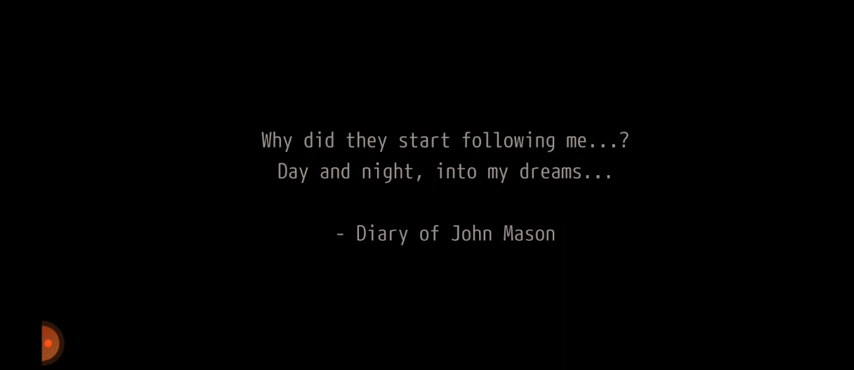 Why did they start following me...?
Day and night, into my dreams...
- Diary of John Mason